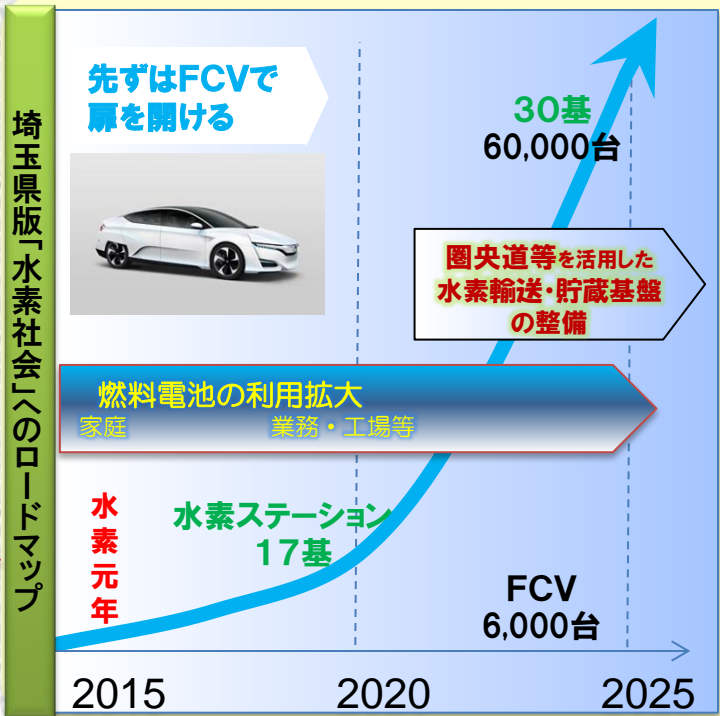 埼玉県版「水素社会」へのロードマップ
先ずはFCVで
扉を開ける
30基
60,000台
圏央道等を活用した
水素輸送・貯蔵基盤
の整備
燃料電池の利用拡大
家庭 業務・工場等
水素元年
水素ステーション
17基
FCV
6,000台
2015 2020 2025